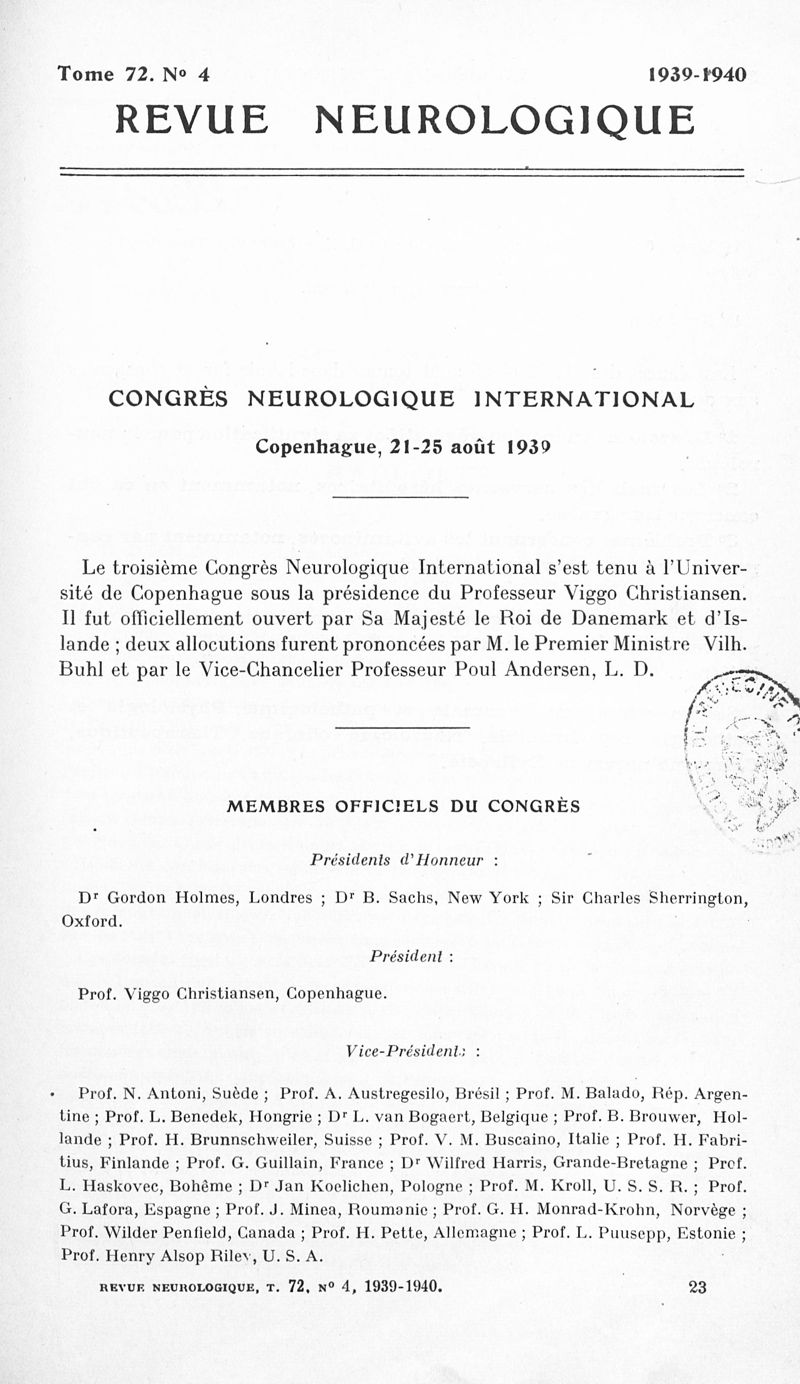 Tome 72. Nº 4 1939-1940
REVUE NEUROLOGIQUE
CONGRÈS NEUROLOGIQUE INTERNATIONAL
Copenhague, 21-25 août 1939
Le troisième Congrès Neurologique International s'est tenu à l'Univer-
sité de Copenhague sous la présidence du Professeur Viggo Christiansen.
Il fut officiellement ouvert par Sa Majesté le Roi de Danemark et d'Is-
lande ; deux allocutions furent prononcées par M. le Premier Ministre Vilh.
Buhl et par le Vice-Chancelier Professeur Poul Andersen, L. D.
MEMBRES OFFICIELS DU CONGRÈS
Présidents d'Honneur :
Dr Gordon Holmes, Londres ; Dr B. Sachs, New York ; Sir Charles Sherrington,
Oxford.
Président :
Prof. Viggo Christiansen, Copenhague.
Vice-Présidents :
Prof. N. Antoni, Suède ; Prof. A. Austregesilo, Brésil ; Prof. M. Balado, Rép. Argen-
tine ; Prof. L. Benedek, Hongrie ; Dr L. van Bogaert, Belgique ; Prof. B. Brouwer, Hol-
lande ; Prof. H. Brunnschweiler, Suisse ; Prof. V. M. Buscaino, Italie ; Prof. H. Fabri-
tius, Finlande ; Prof. G. Guillain, France ; Dr Wilfred Harris, Grande-Bretagne ; Prof.
L. Haskovec, Bohême ; Dr Jan Koelichen, Pologne ; Prof. M. Kroll, U. S. S. R. ; Prof.
G. Lafora, Espagne ; Prof. J. Minea, Roumanie ; Prof. G. H. Monrad-Krohn, Norvège ;
Prof. Wilder Penfield, Canada ; Prof. H. Pette, Allemagne ; Prof. L. Puusepp, Estonie ;
Prof. Henry Alsop Riley, U. S. A.
REVUE NEUROLOGIQUE, T. 72, Nº 4, 1939-1940. 23